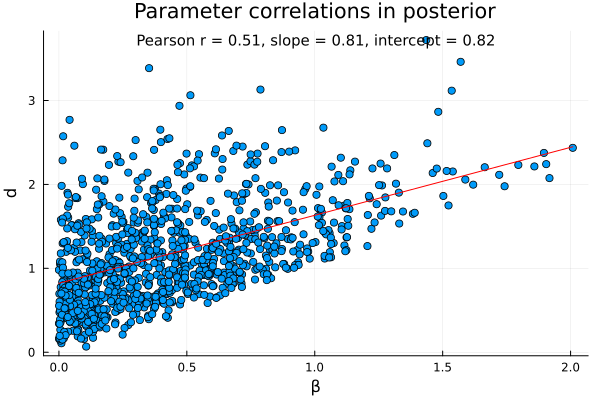 Parameter correlations in posterior
Pearson r = 0.51, slope = 0.81, intercept = 0.82
d
3
2
1
0
0.0 0.5 1.0 1.5 2.0
β